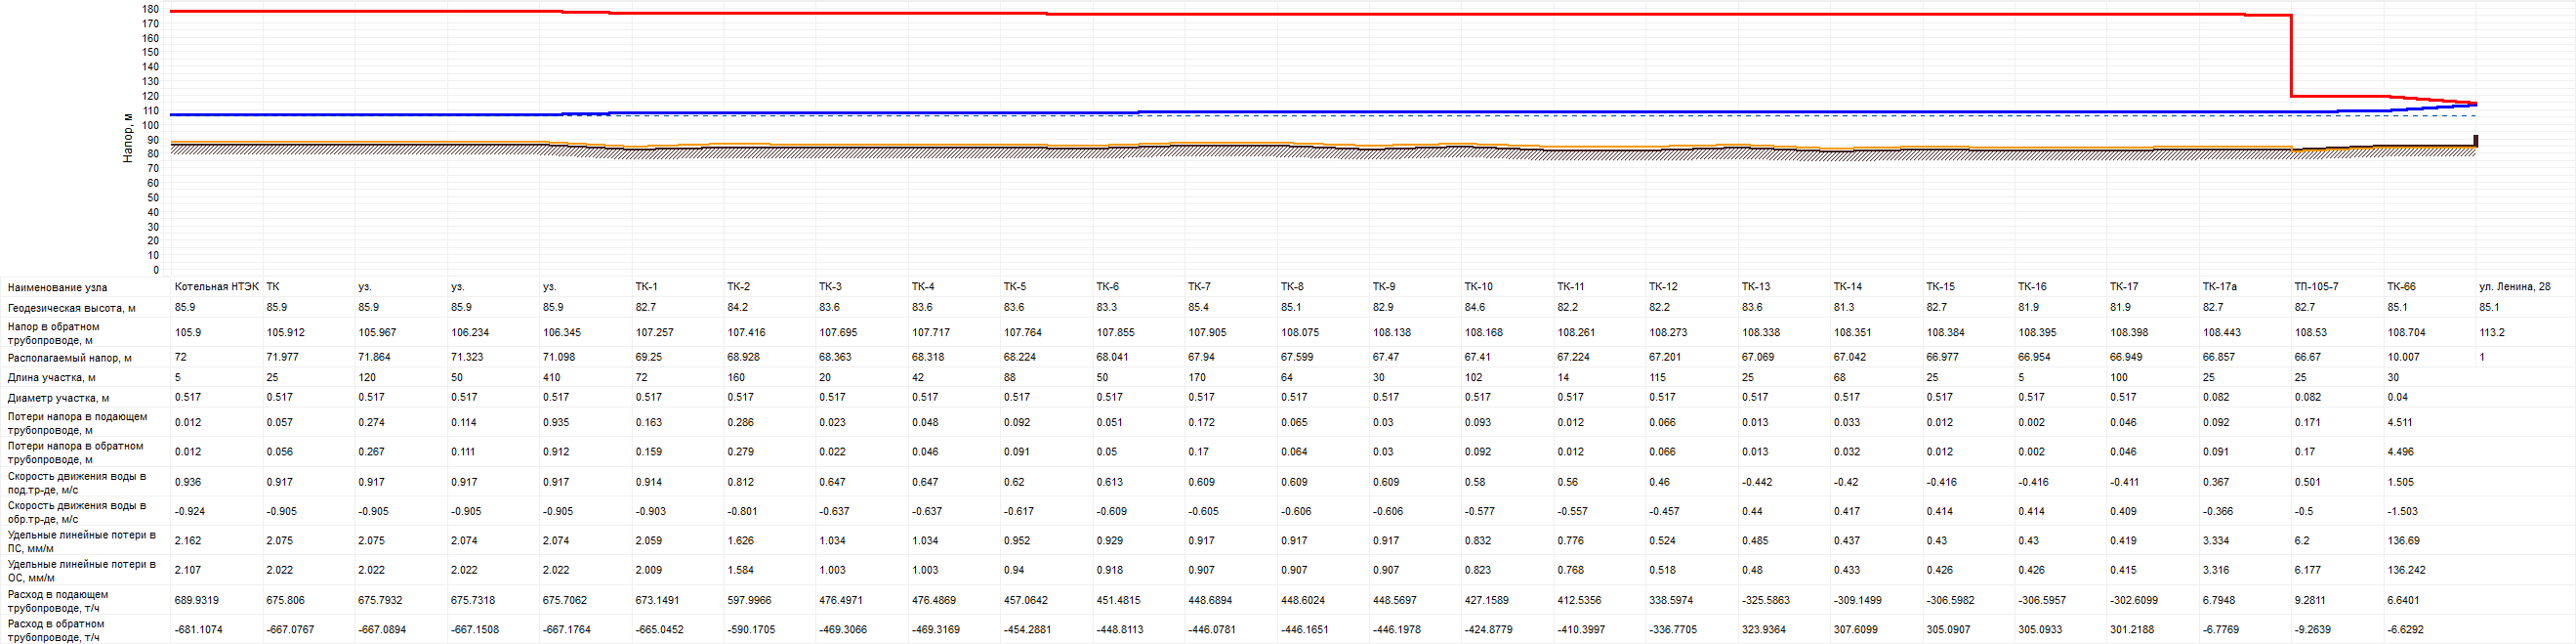 180
170
160
150
140
130
120
110
100
90
80
70
60
50
40
30
20
10
0
Напор, м
Наименование узла Котельная НТЭК ТК уз. уз. уз. ТК-1 ТК-2 ТК-3 ТК-4 ТК-5 ТК-6 ТК-7 ТК-8 ТК-9 ТК-10 ТК-11 ТК-12 ТК-13 ТК-14 ТК-15 ТК-16 ТК-17 ТК-17а ТП-105-7 ТК-66 ул. Ленина, 28
Геодезическая высота, м 85.9 85.9 85.9 85.9 85.9 82.7 84.2 83.6 83.6 83.6 83.3 85.4 85.1 82.9 84.6 82.2 82.2 83.6 81.3 82.7 81.9 81.9 82.7 82.7 85.1 85.1
Напор в обратном
трубопроводе, м 105.9 105.912 105.967 106.234 106.345 107.257 107.416 107.695 107.717 107.764 107.855 107.905 108.075 108.138 108.168 108.261 108.273 108.338 108.351 108.384 108.395 108.398 108.443 108.53 108.704 113.2
Располагаемый напор, м 72 71.977 71.864 71.323 71.098 69.25 68.928 68.363 68.318 68.224 68.041 67.94 67.599 67.47 67.41 67.224 67.201 67.069 67.042 66.977 66.954 66.949 66.857 66.67 10.007 1
Длина участка, м 5 25 120 50 410 72 160 20 42 88 50 170 64 30 102 14 115 25 68 25 5 100 25 25 30
Диаметр участка, м 0.517 0.517 0.517 0.517 0.517 0.517 0.517 0.517 0.517 0.517 0.517 0.517 0.517 0.517 0.517 0.517 0.517 0.517 0.517 0.517 0.517 0.517 0.082 0.082 0.04
Потери напора в подающем
трубопроводе, м 0.012 0.057 0.274 0.114 0.935 0.163 0.286 0.023 0.048 0.092 0.051 0.172 0.065 0.03 0.093 0.012 0.066 0.013 0.033 0.012 0.002 0.046 0.092 0.171 4.511
Потери напора в обратном
трубопроводе, м 0.012 0.056 0.267 0.111 0.912 0.159 0.279 0.022 0.046 0.091 0.05 0.17 0.064 0.03 0.092 0.012 0.066 0.013 0.032 0.012 0.002 0.046 0.091 0.17 4.496
Скорость движения воды в
под.тр-де, м/с 0.936 0.917 0.917 0.917 0.917 0.914 0.812 0.647 0.647 0.62 0.613 0.609 0.609 0.609 0.58 0.56 0.46 -0.442 -0.42 -0.416 -0.416 -0.411 0.367 0.501 1.505
Скорость движения воды в
обр.тр-де, м/с -0.924 -0.905 -0.905 -0.905 -0.905 -0.903 -0.801 -0.637 -0.637 -0.617 -0.609 -0.605 -0.606 -0.606 -0.577 -0.557 -0.457 0.44 0.417 0.414 0.414 0.409 -0.366 -0.5 -1.503
Удельные линейные потери в
ПС, мм/м 2.162 2.075 2.075 2.074 2.074 2.059 1.626 1.034 1.034 0.952 0.929 0.917 0.917 0.917 0.832 0.776 0.524 0.485 0.437 0.43 0.43 0.419 3.334 6.2 136.69
Удельные линейные потери в
ОС, мм/м 2.107 2.022 2.022 2.022 2.022 2.009 1.584 1.003 1.003 0.94 0.918 0.907 0.907 0.907 0.823 0.768 0.518 0.48 0.433 0.426 0.426 0.415 3.316 6.177 136.242
Расход в подающем
трубопроводе, т/ч 689.9319 675.806 675.7932 675.7318 675.7062 673.1491 597.9966 476.4971 476.4869 457.0642 451.4815 448.6894 448.6024 448.5697 427.1589 412.5356 338.5974 -325.5863 -309.1499 -306.5982 -306.5957 -302.6099 6.7948 9.2811 6.6401
Расход в обратном
трубопроводе, т/ч -681.1074 -667.0767 -667.0894 -667.1508 -667.1764 -665.0452 -590.1705 -469.3066 -469.3169 -454.2881 -448.8113 -446.0781 -446.1651 -446.1978 -424.8779 -410.3997 -336.7705 323.9364 307.6099 305.0907 305.0933 301.2188 -6.7769 -9.2639 -6.6292